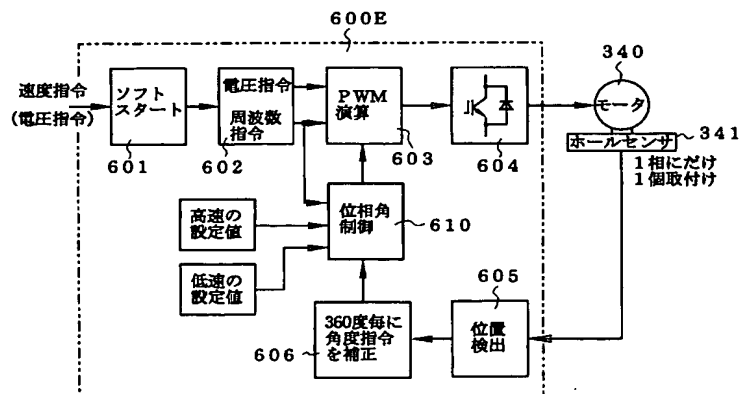 600E
340
速度指令
(電圧指令)
ソフト
スタート
601
電圧指令
周波数
指令
602
PWM
演算
603
604
モータ
ホールセンサ
341
1相にだけ
1個取付け
高速の
設定値
低速の
設定値
位相角
制御
610
605
位置
検出
360度毎に
角度指令
を補正
606